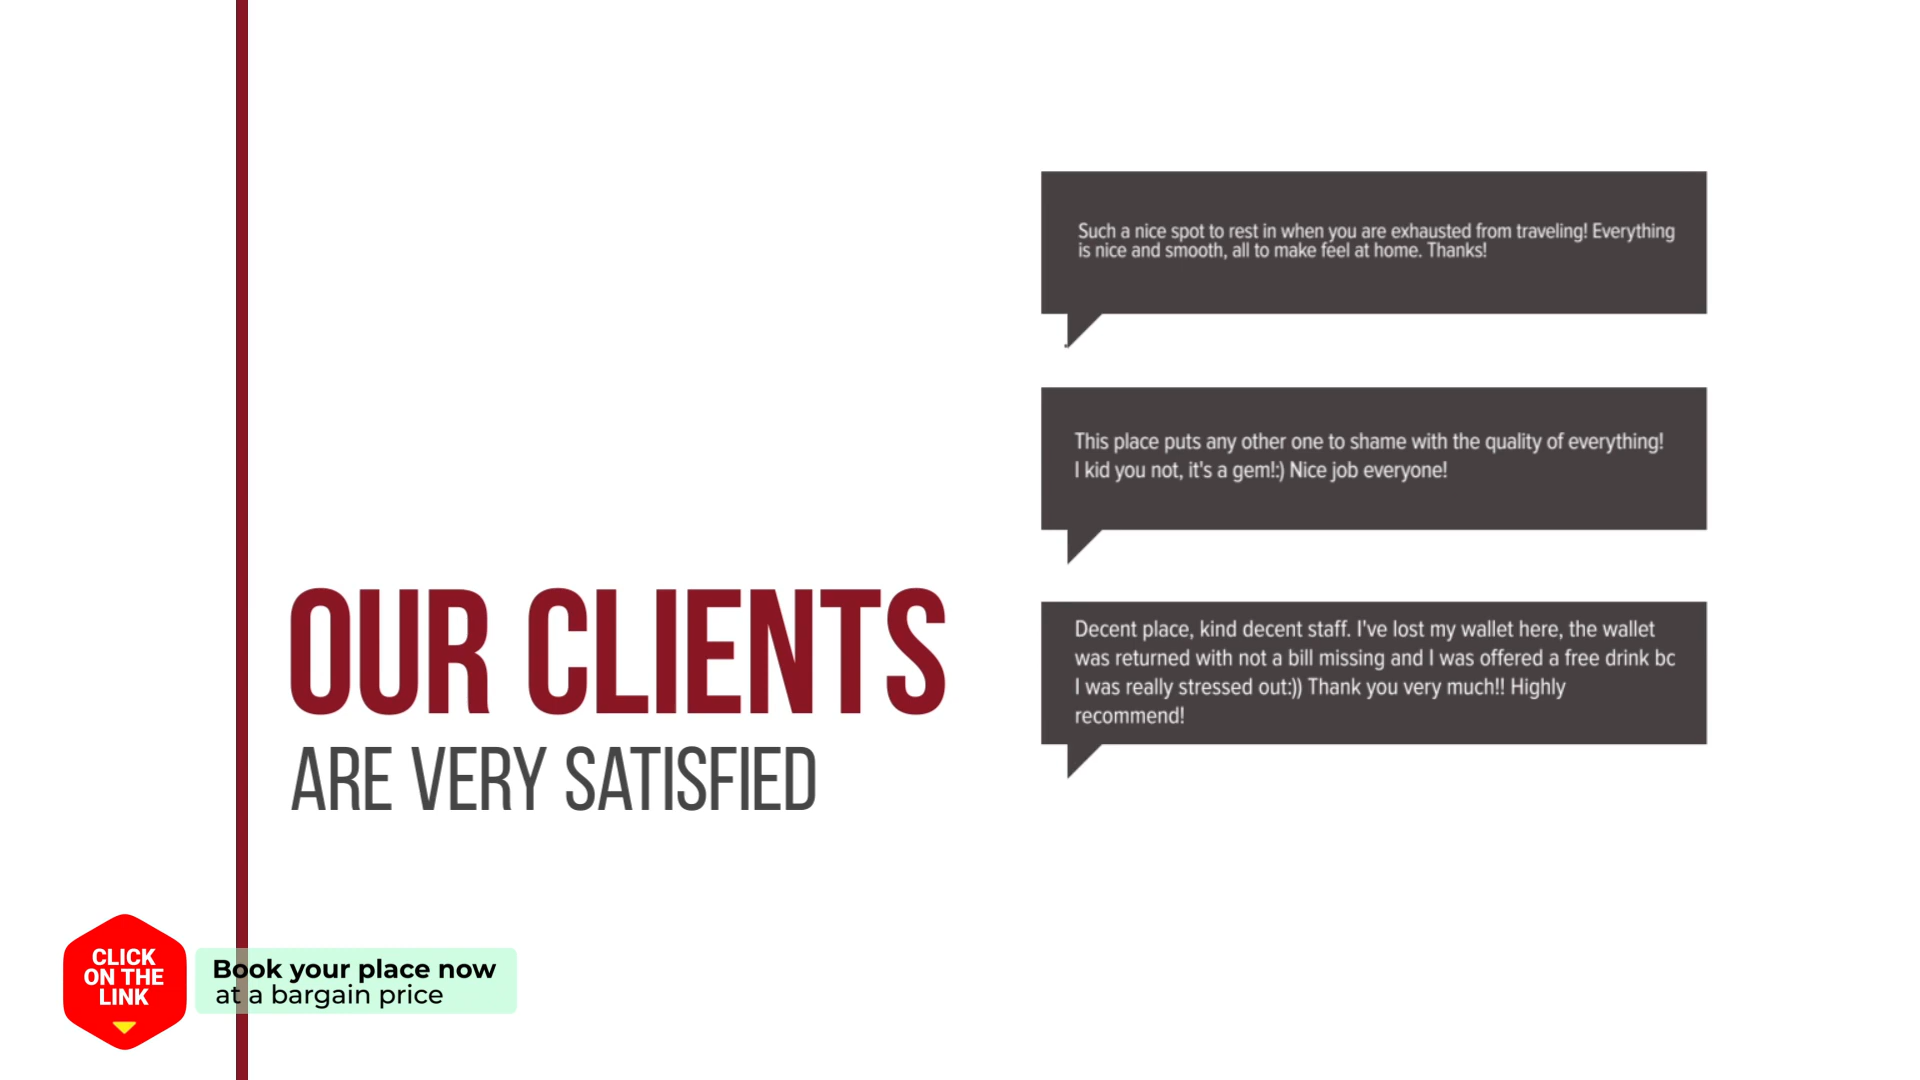 Such a nice spot to rest in when you are exhausted from traveling! Everything
is nice and smooth, all to make feel at home. Thanks!
This place puts any other one to shame with the quality of everything!
I kid you not, it's a gem!:) Nice job everyone!
Decent place, kind decent staff. I've lost my wallet here, the wallet
was returned with not a bill missing and I was offered a free drink bc
I was really stressed out:)) Thank you very much!! Highly
recommend!
OUR CLIENTS
ARE VERY SATISFIED
CLICK
ON THE
LINK
Book your place now
at a bargain price